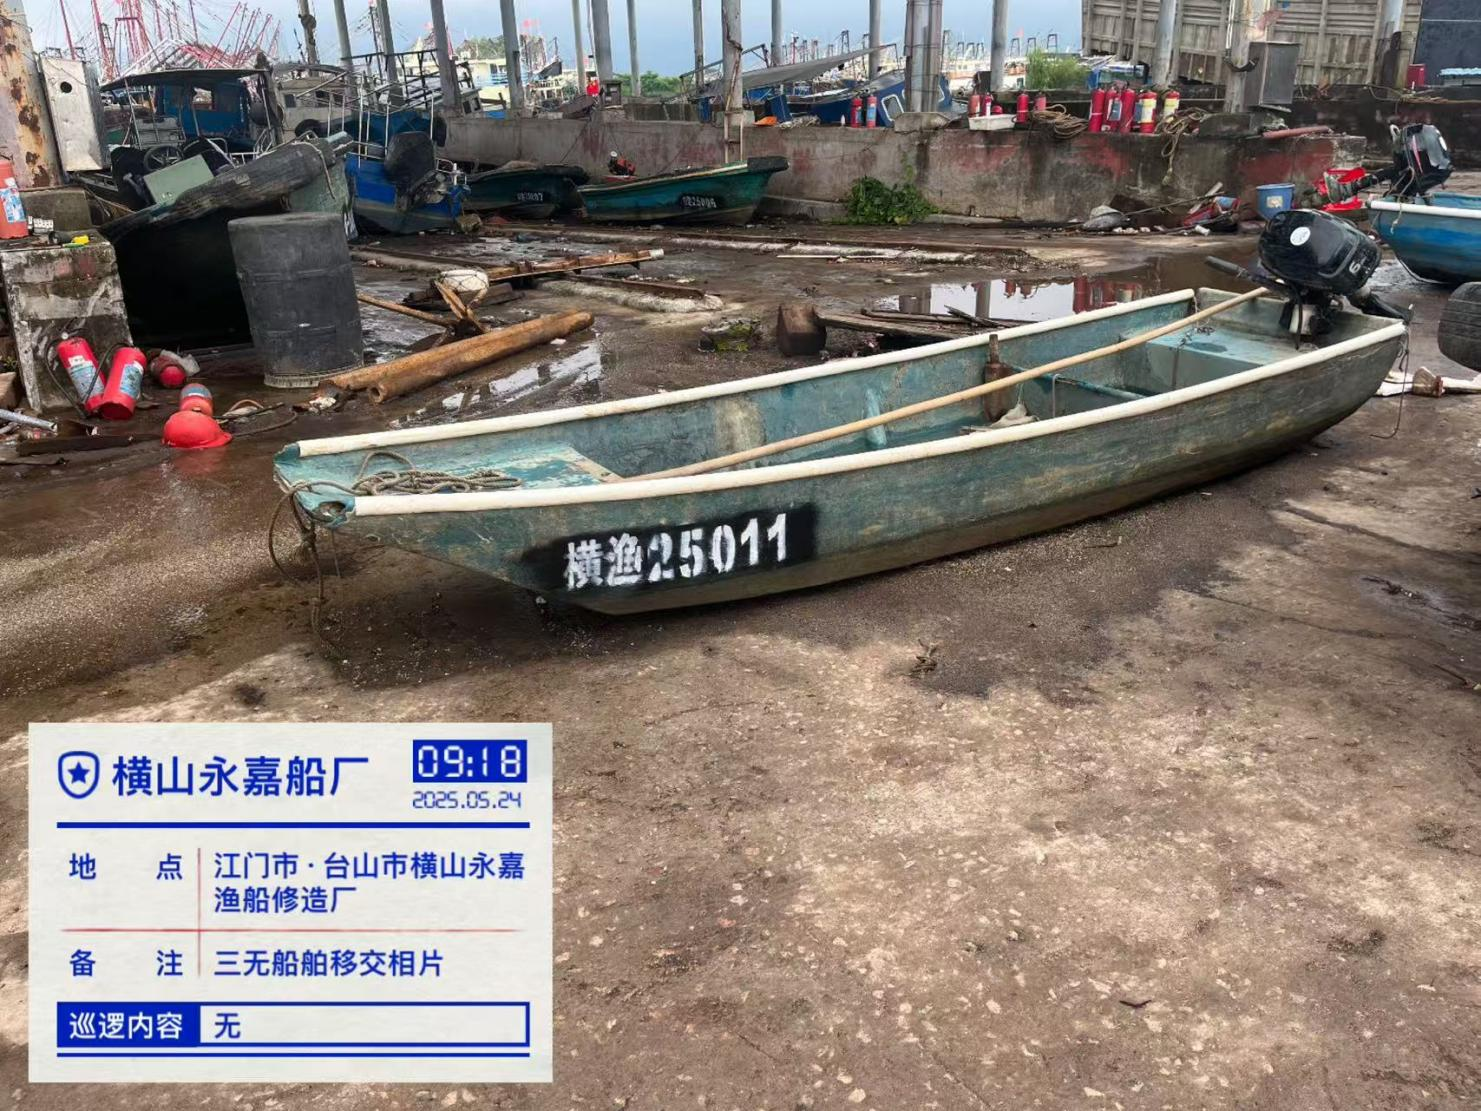 横渔25011
横山永嘉船厂
09:18
2025.05.24
地 点
江门市·台山市横山永嘉
渔船修造厂
备 注
三无船舶移交相片
巡逻内容
无